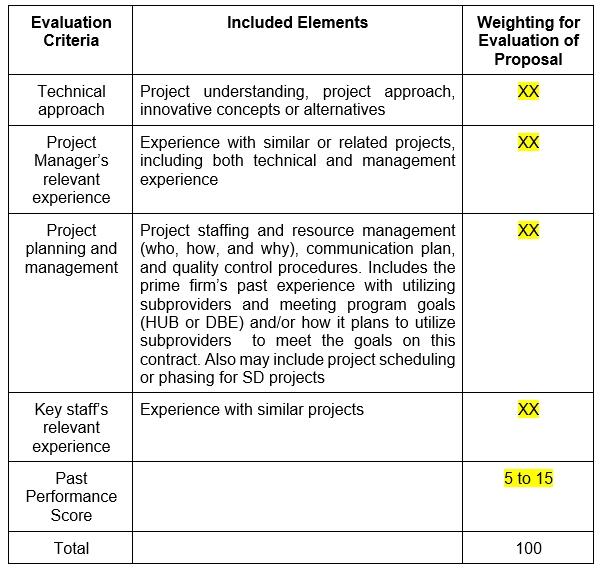 Evaluation Criteria
Included Elements
Weighting for Evaluation of Proposal
Technical approach
Project understanding, project approach,
innovative concepts or alternatives
XX
Project Manager’s relevant experience
Experience with similar or related projects,
including both technical and management
experience
XX
Project planning and management
Project staffing and resource management
(who, how, and why), communication plan,
and quality control procedures. Includes the
prime firm’s past experience with utilizing
subproviders and meeting program goals
(HUB or DBE) and/or how it plans to utilize
subproviders to meet the goals on this
contract. Also may include project scheduling
or phasing for SD projects
XX
Key staff’s relevant experience
Experience with similar projects
XX
Past Performance Score
5 to 15
Total
100